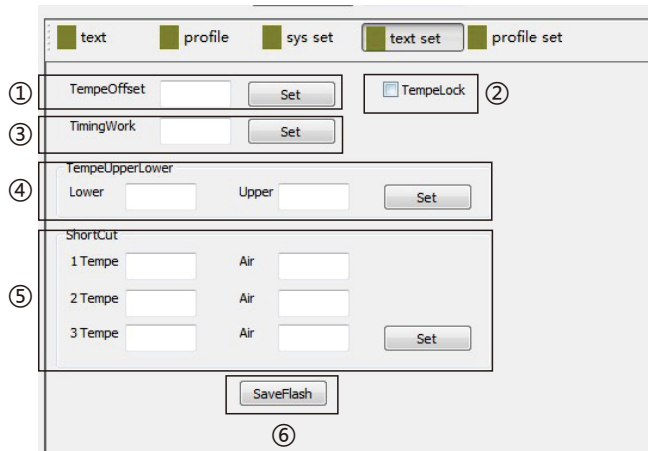 text profile sys set text set profile set
① TempeOffset Set TempeLock ②
③ TimingWork Set
TempeUpperLower
④ Lower Upper Set
ShortCut
1 Tempe Air
⑤ 2 Tempe Air
3 Tempe Air Set
SaveFlash
⑥